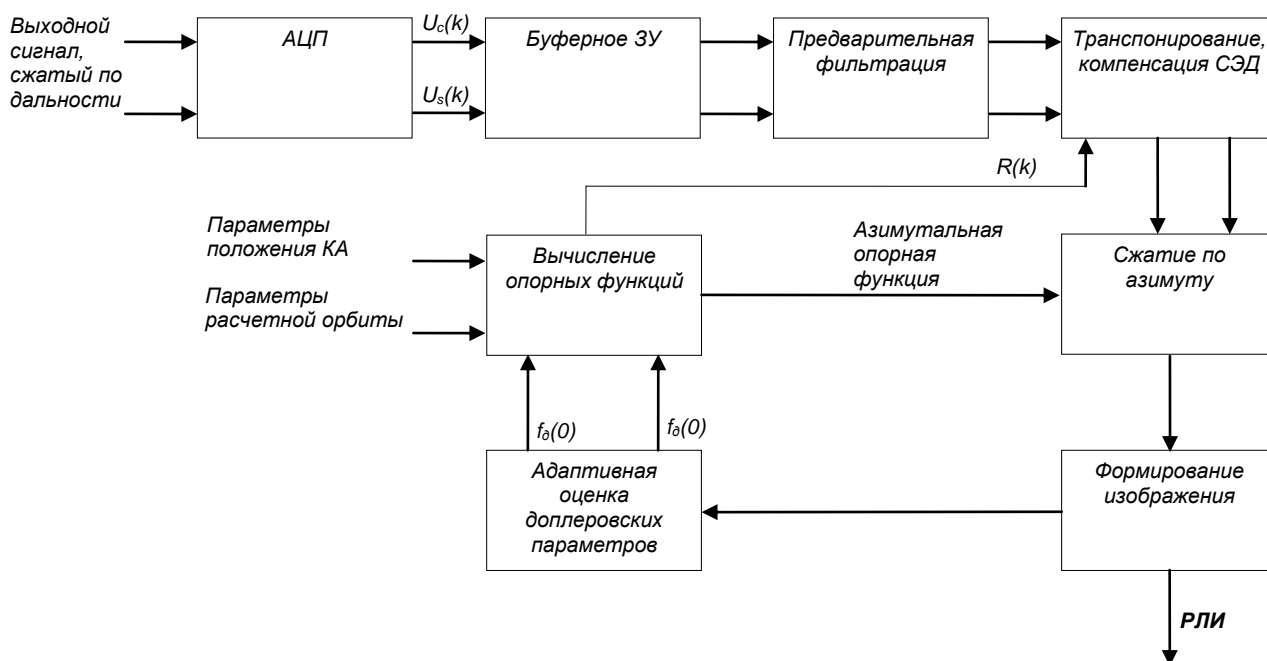 Выходной
сигнал,
сжатый по
дальности
АЦП
Uc(k)
Us(k)
Буферное ЗУ
Предварительная
фильтрация
Транспонирование,
компенсация СЭД
R(k)
Параметры
положения КА
Параметры
расчетной орбиты
Вычисление
опорных функций
Азимутальная
опорная
функция
Сжатие по
азимуту
fд(0)
fд(0)
Адаптивная
оценка
доплеровских
параметров
Формирование
изображения
РЛИ